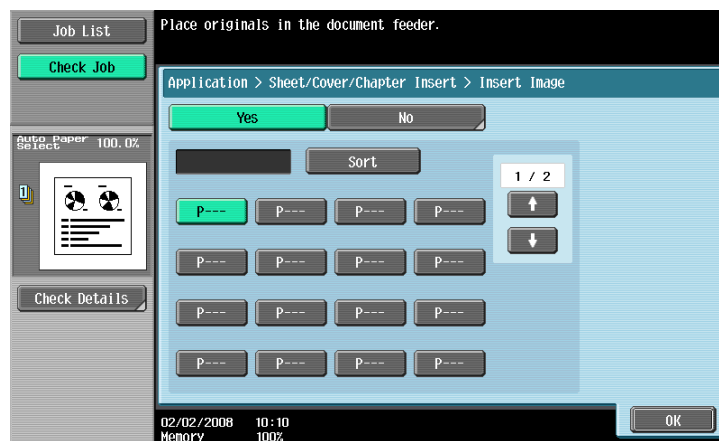 Job List
Check Job
Auto Paper
Select 100.0%
Check Details
Place originals in the document feeder.
Application > Sheet/Cover/Chapter Insert > Insert Image
Yes No
Sort
1 / 2
P--- P--- P--- P---
P--- P--- P--- P---
P--- P--- P--- P---
P--- P--- P--- P---
02/02/2008 10:10
Memory 100%
OK